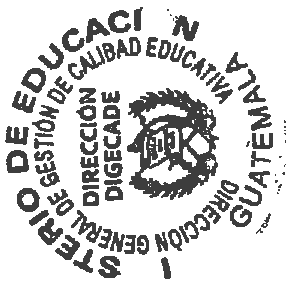 I STERIO DE EDUCACI N
GUATEMALA
DIRECCIÓN GENERAL DE GESTIÓN DE CALIDAD EDUCATIVA
DIRECCIÓN
DIGECADE